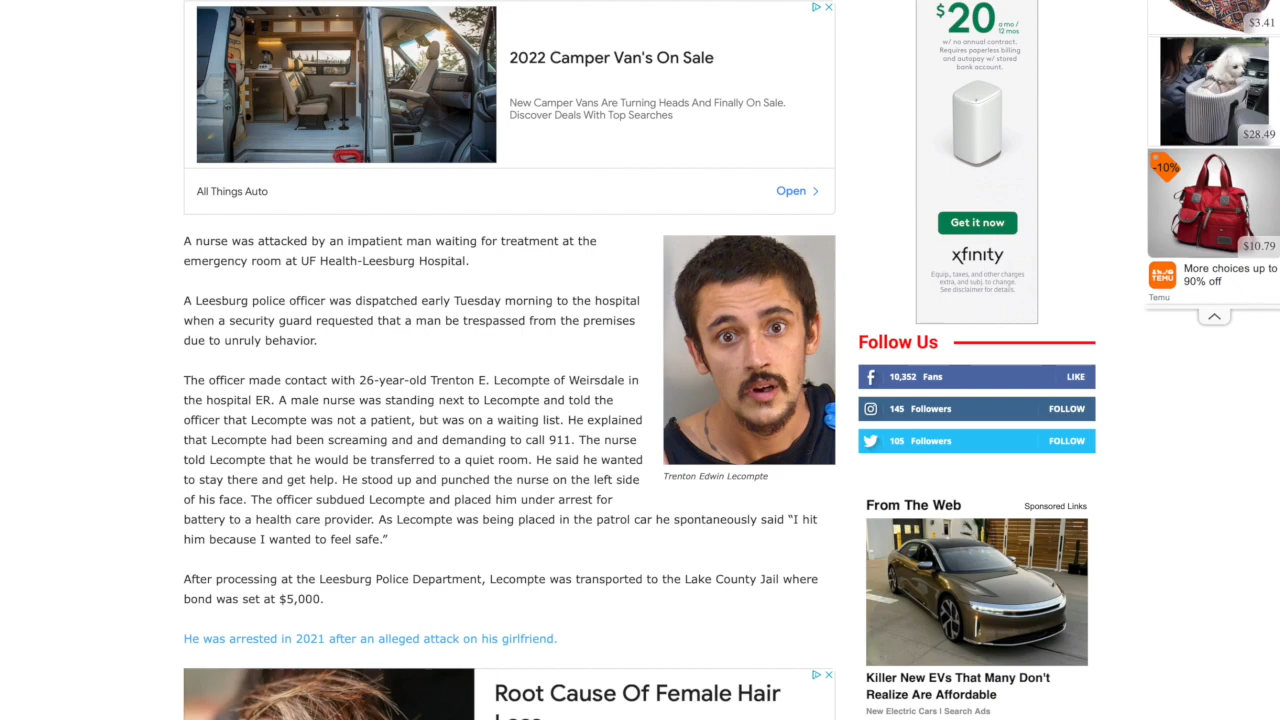 2022 Camper Van's On Sale
New Camper Vans Are Turning Heads And Finally On Sale.
Discover Deals With Top Searches
All Things Auto
Open
A nurse was attacked by an impatient man waiting for treatment at the
emergency room at UF Health-Leesburg Hospital.
A Leesburg police officer was dispatched early Tuesday morning to the hospital
when a security guard requested that a man be trespassed from the premises
due to unruly behavior.
The officer made contact with 26-year-old Trenton E. Lecompte of Weirsdale in
the hospital ER. A male nurse was standing next to Lecompte and told the
officer that Lecompte was not a patient, but was on a waiting list. He explained
that Lecompte had been screaming and and demanding to call 911. The nurse
told Lecompte that he would be transferred to a quiet room. He said he wanted
to stay there and get help. He stood up and punched the nurse on the left side
of his face. The officer subdued Lecompte and placed him under arrest for
battery to a health care provider. As Lecompte was being placed in the patrol car he spontaneously said “I hit
him because I wanted to feel safe.”
Trenton Edwin Lecompte
After processing at the Leesburg Police Department, Lecompte was transported to the Lake County Jail where
bond was set at $5,000.
He was arrested in 2021 after an alleged attack on his girlfriend.
Root Cause Of Female Hair
$20
a mo /
12 mos
w/ no annual contract.
Requires paperless billing
and autopay w/ stored
bank account.
Get it now
xfinity
Equip., taxes, and other charges
extra, and subj. to change.
See disclaimer for details.
Follow Us
10,352 Fans LIKE
145 Followers FOLLOW
105 Followers FOLLOW
From The Web
Sponsored Links
Killer New EVs That Many Don't
Realize Are Affordable
New Electric Cars | Search Ads
$3.41
$28.49
-10%
$10.79
TEMU
More choices up to
90% off
Temu